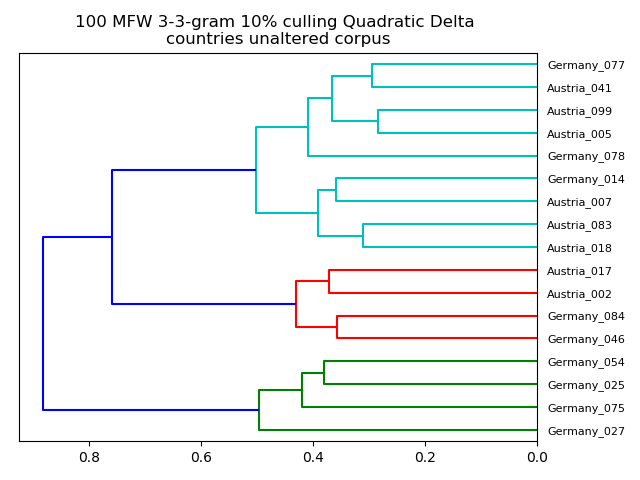 100 MFW 3-3-gram 10% culling Quadratic Delta
countries unaltered corpus
Germany_077
Austria_041
Austria_099
Austria_005
Germany_078
Germany_014
Austria_007
Austria_083
Austria_018
Austria_017
Austria_002
Germany_084
Germany_046
Germany_054
Germany_025
Germany_075
Germany_027
0.8 0.6 0.4 0.2 0.0